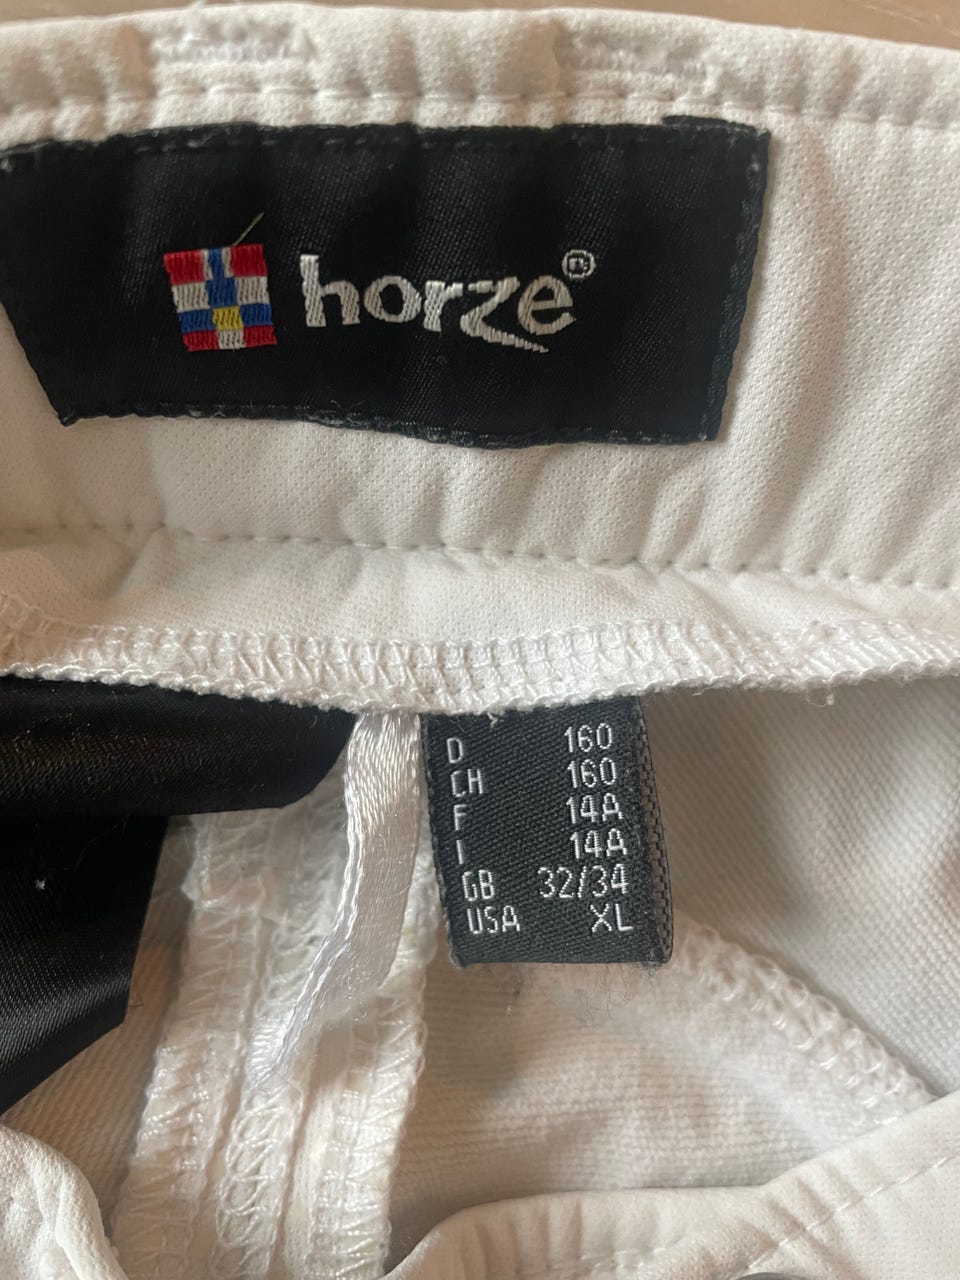 horze®
D 160
CH 160
F 14A
I 14A
GB 32/34
USA XL